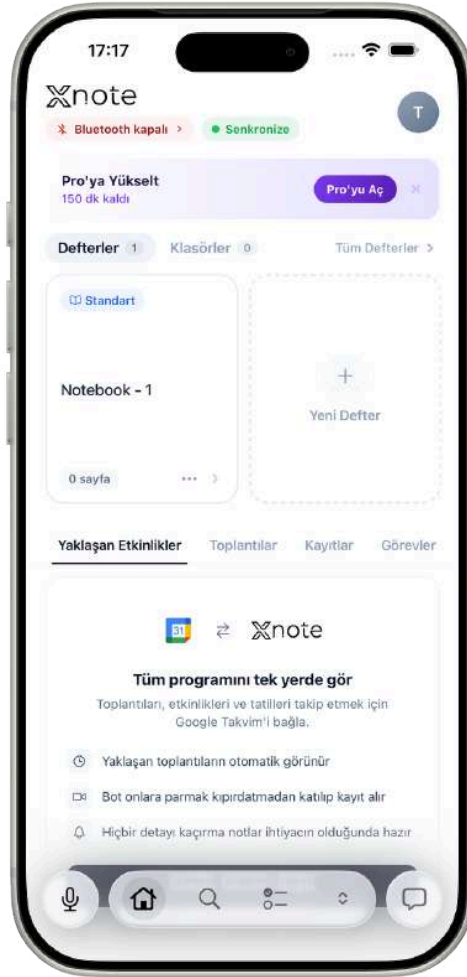 17:17
Xnote
T
Bluetooth kapalı >
Senkronize
Pro'ya Yükselt
150 dk kaldı
Pro'yu Aç
Defterler 1
Klasörler 0
Tüm Defterler >
Standart
Notebook - 1
Yeni Defter
0 sayfa
Yaklaşan Etkinlikler
Toplantılar
Kayıtlar
Görevler
31
Xnote
Tüm programını tek yerde gör
Toplantıları, etkinlikleri ve tatilleri takip etmek için
Google Takvim'i bağla.
Yaklaşan toplantıların otomatik görünür
Bot onlara parmak kıpırdatmadan katılıp kayıt alır
Hiçbir detayı kaçırma notlar ihtiyacın olduğunda hazır